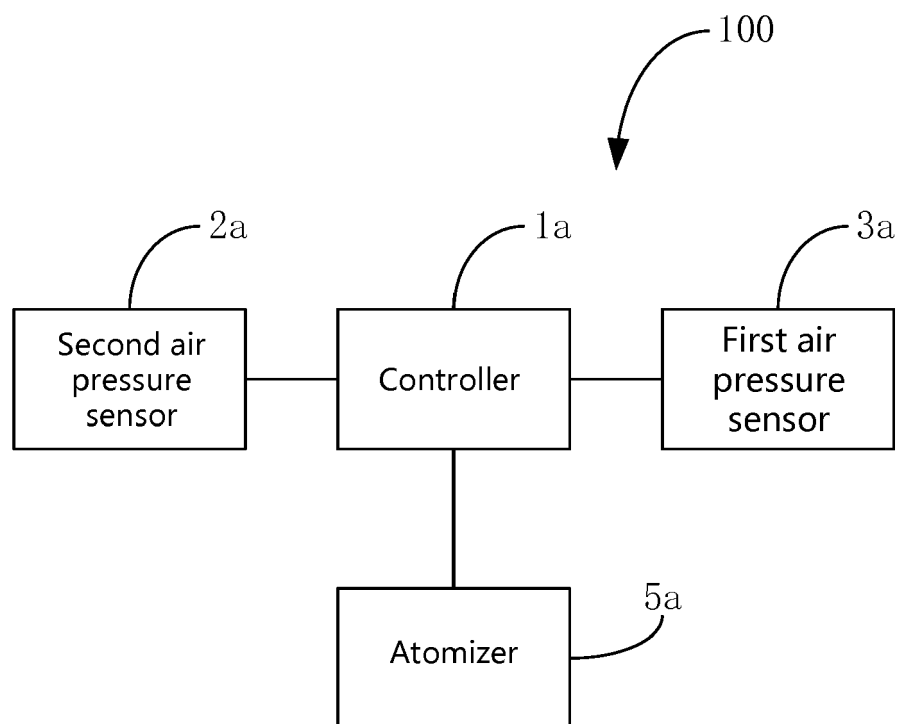 100
2a
1a
3a
Second air
pressure
sensor
Controller
First air
pressure
sensor
5a
Atomizer